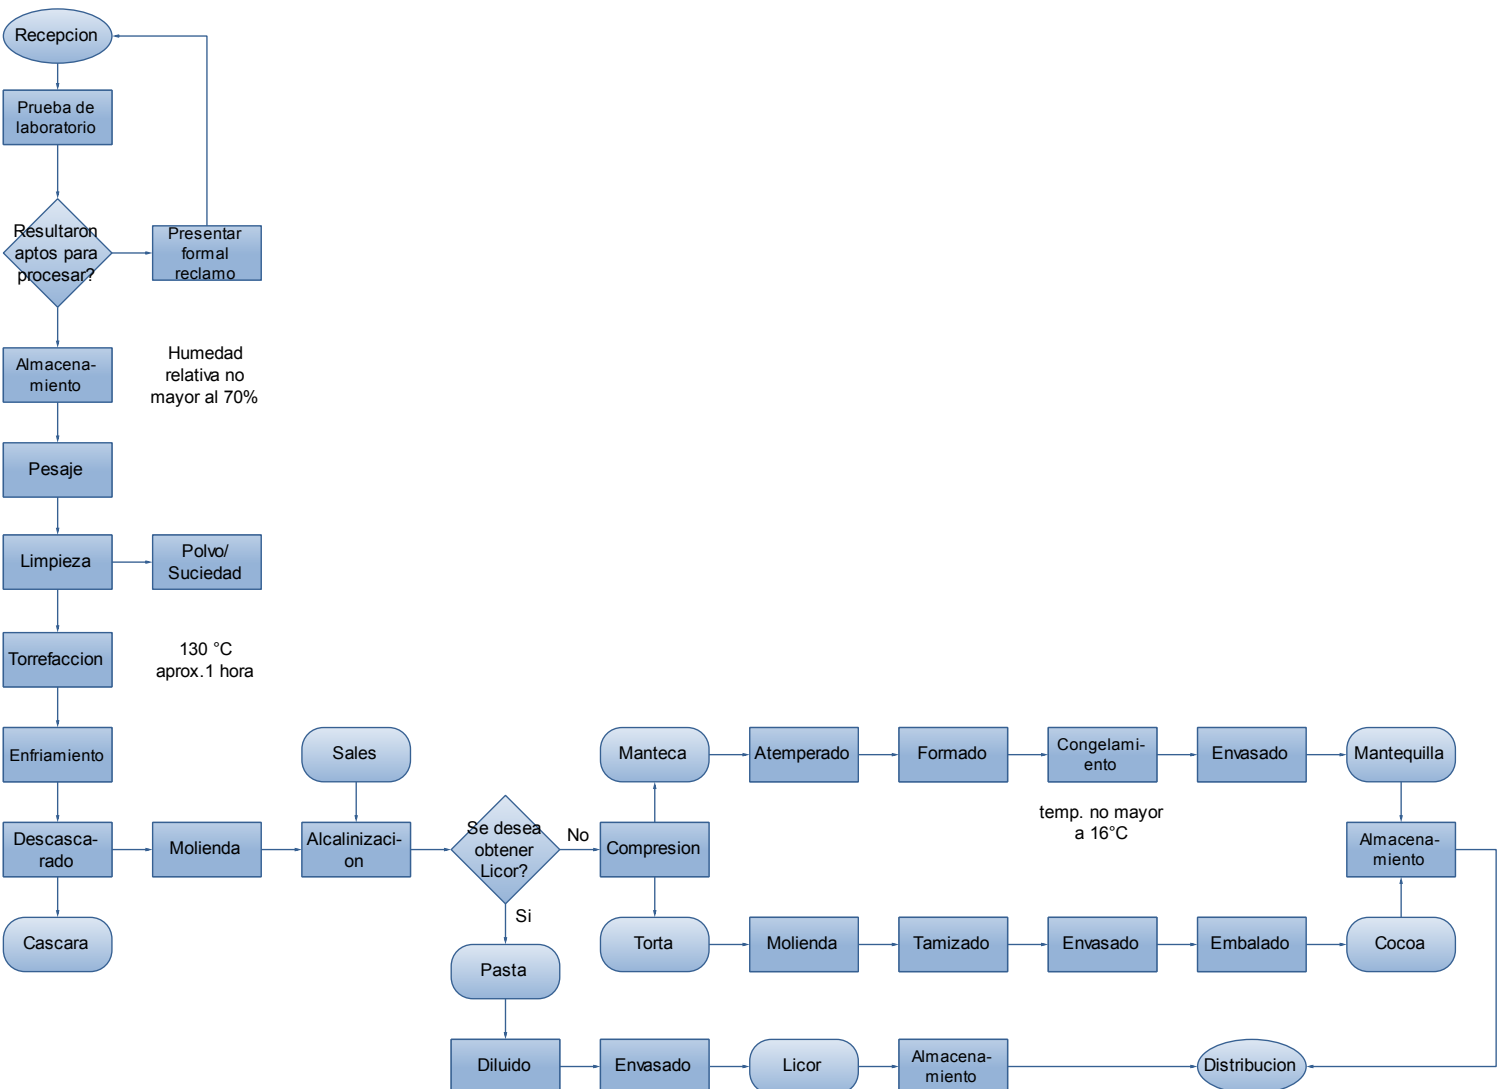 Recepcion
Prueba de
laboratorio
Resultaron
aptos para
procesar?
Presentar
formal
reclamo
Almacena-
miento
Humedad
relativa no
mayor al 70%
Pesaje
Limpieza
Polvo/
Suciedad
Torrefaccion
130 °C
aprox.1 hora
Enfriamiento
Descasca-
rado
Cascara
Molienda
Sales
Alcalinizaci-
on
Se desea
obtener
Licor?
No
Si
Compresion
Manteca
Atemperado
Formado
Congelami-
ento
temp. no mayor
a 16°C
Envasado
Mantequilla
Almacena-
miento
Torta
Molienda
Tamizado
Envasado
Embalado
Cocoa
Pasta
Diluido
Envasado
Licor
Almacena-
miento
Distribucion